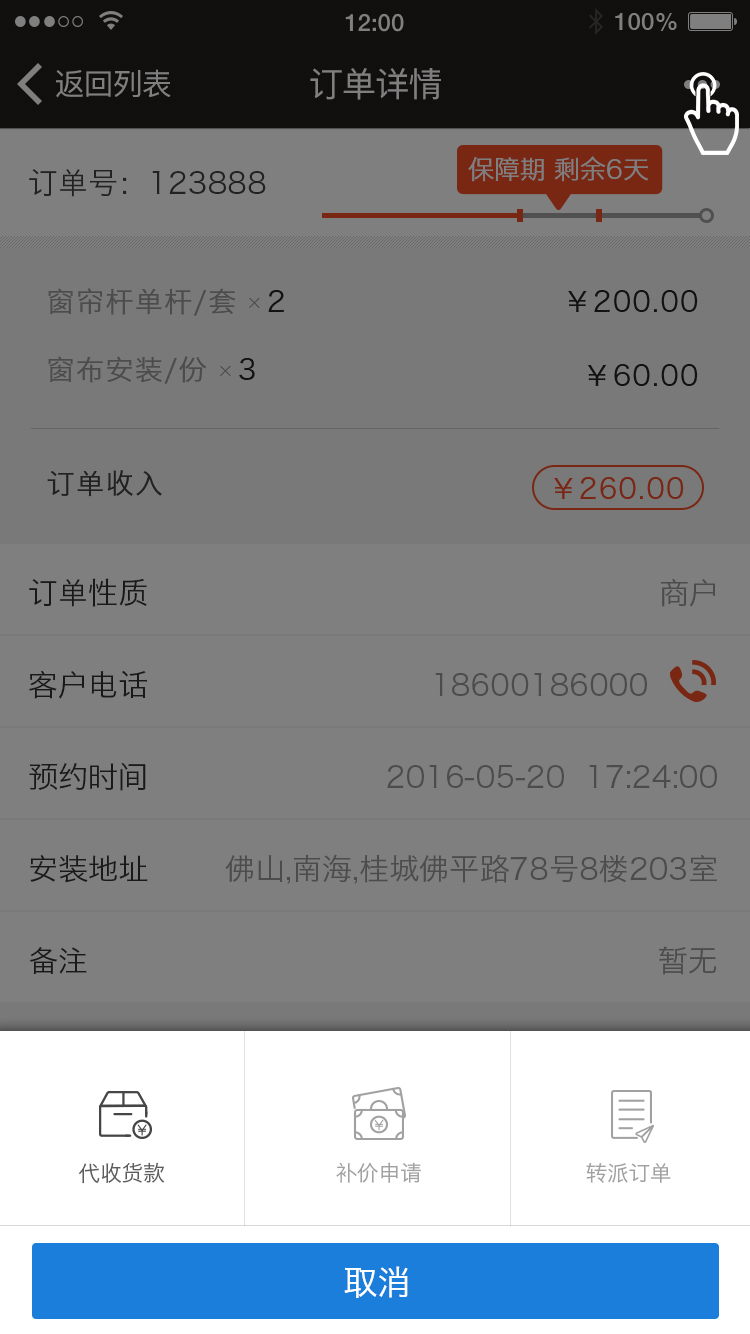 12:00 100%
返回列表 订单详情
保障期 剩余6天
订单号：123888
窗帘杆单杆/套 × 2 ￥200.00
窗布安装/份 × 3 ￥60.00
订单收入 ￥260.00
订单性质 商户
客户电话 18600186000
预约时间 2016-05-20 17:24:00
安装地址 佛山,南海,桂城佛平路78号8楼203室
备注 暂无
代收货款 补价申请 转派订单
取消